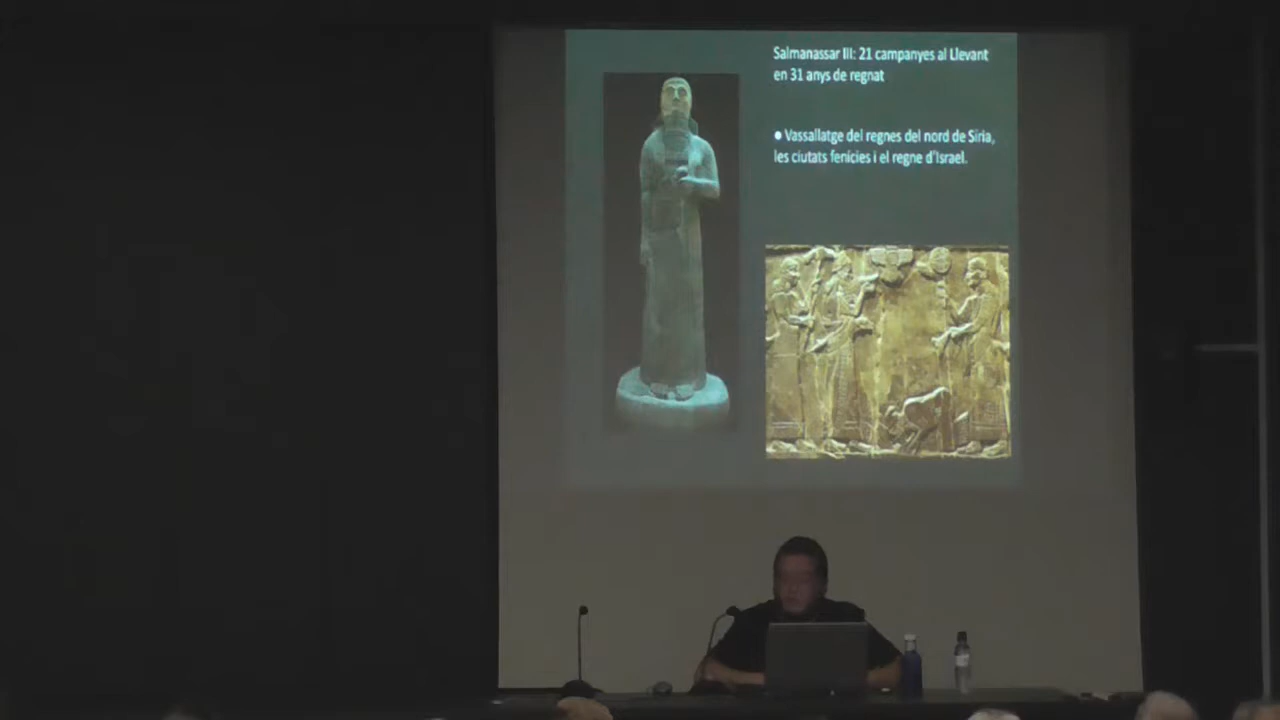 Salmanassar III: 21 campanyes al Llevant
en 31 anys de regnat
● Vassallatge del regnes del nord de Síria,
les ciutats fenícies i el regne d'Israel.